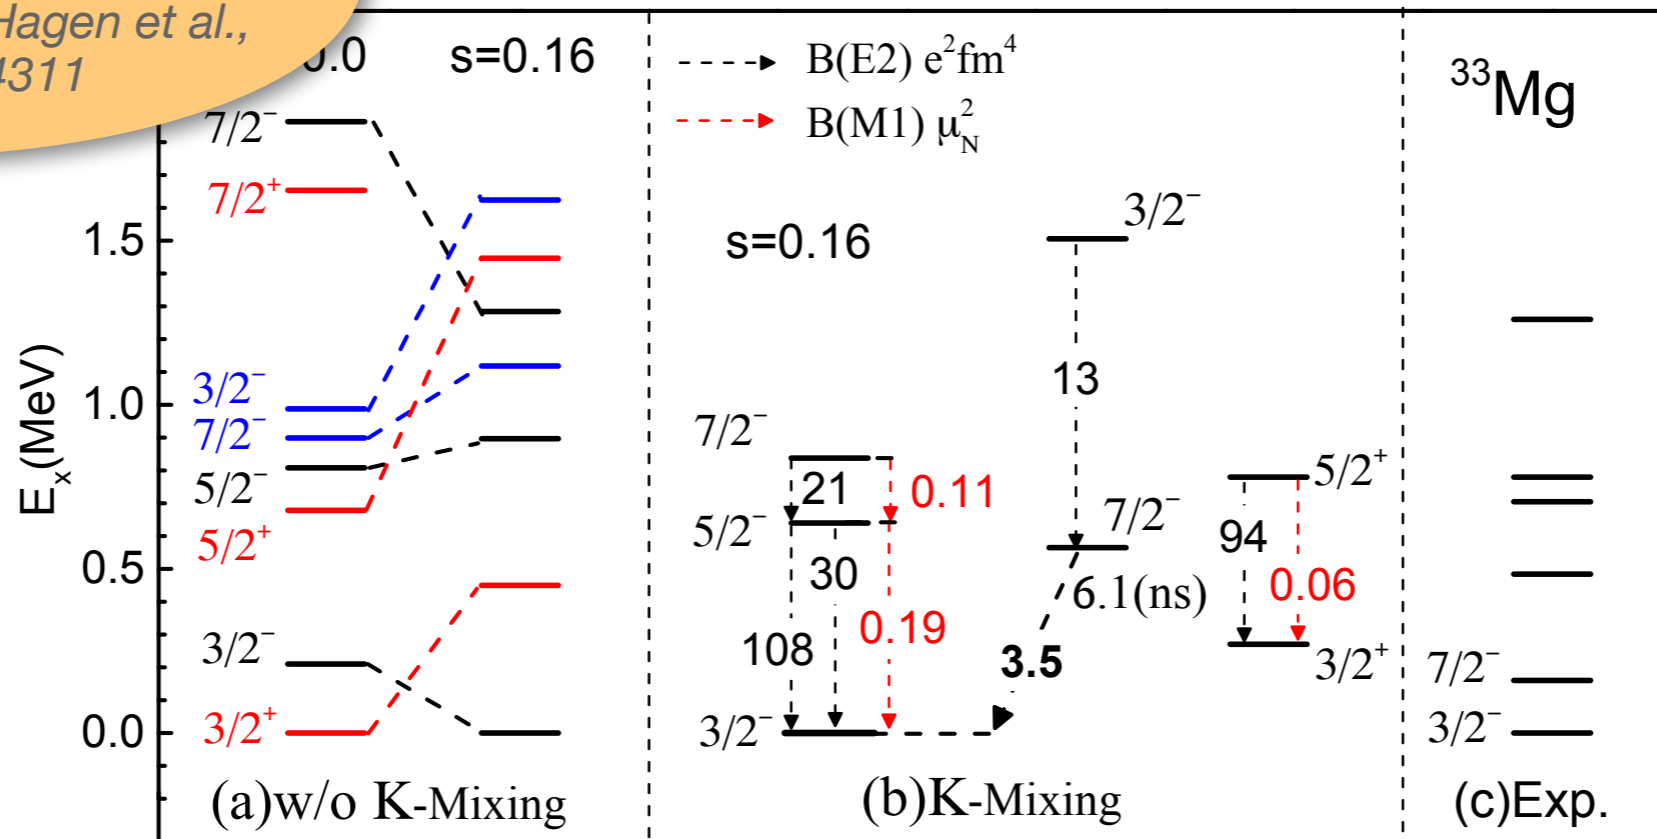 Hagen et al.,
4311
0.0
s=0.16
B(E2) e²fm⁴
B(M1) μ²_N
³³Mg
7/2⁻
7/2⁺
3/2⁻
7/2⁻
5/2⁻
5/2⁺
3/2⁻
3/2⁺
E_x(MeV)
1.5
1.0
0.5
0.0
(a)w/o K-Mixing
s=0.16
3/2⁻
13
7/2⁻
21
0.11
5/2⁻
30
108
0.19
3/2⁻
7/2⁻
6.1(ns)
3.5
5/2⁺
94
0.06
3/2⁺
(b)K-Mixing
7/2⁻
3/2⁻
(c)Exp.